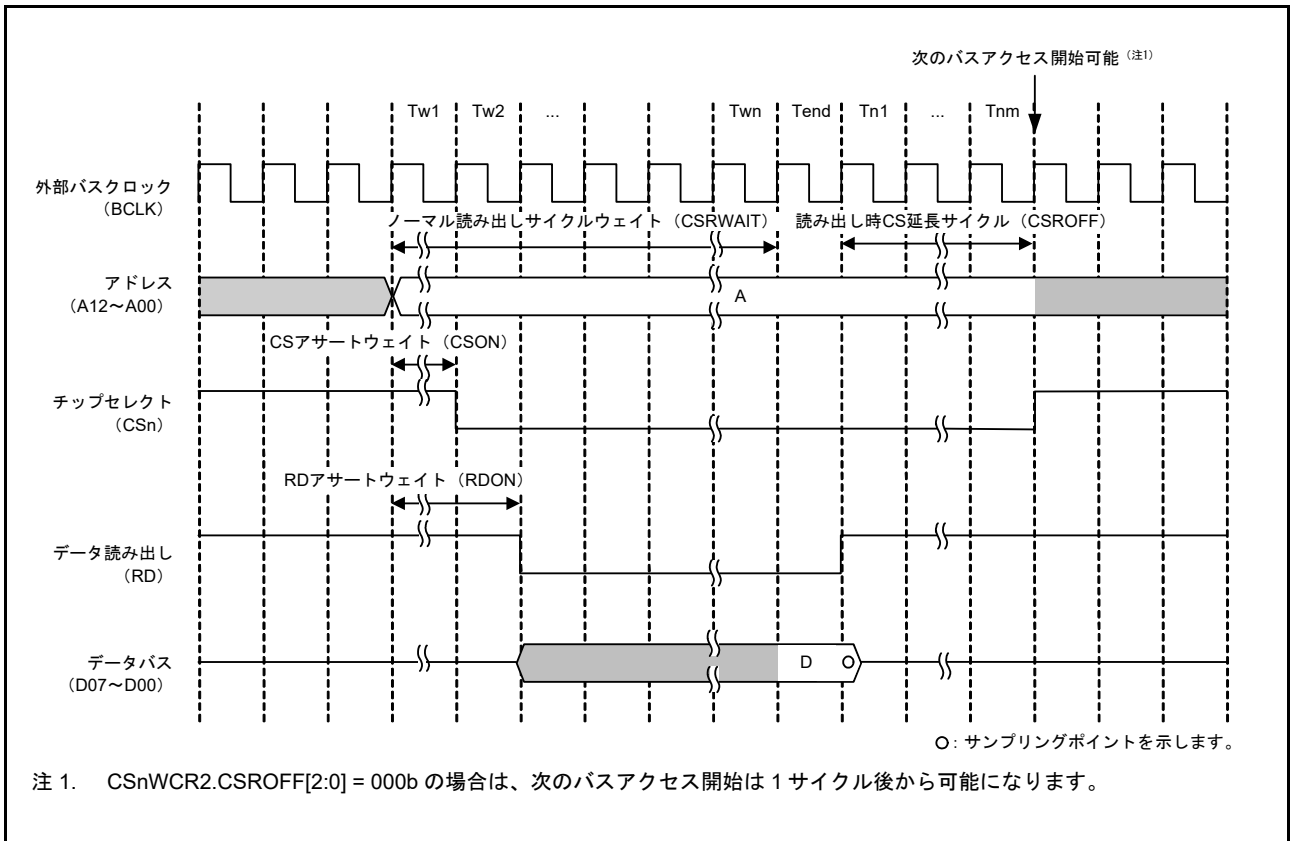 次のバスアクセス開始可能（注1）
Tw1 Tw2 ... Twn Tend Tn1 ... Tnm
外部バスクロック
（BCLK）
ノーマル読み出しサイクルウェイト（CSRWAIT） 読み出し時CS延長サイクル（CSROFF）
アドレス
（A12～A00）
A
CSアサートウェイト（CSON）
チップセレクト
（CSn）
RDアサートウェイト（RDON）
データ読み出し
（RD）
データバス
（D07～D00）
D
：サンプリングポイントを示します。
注 1. CSnWCR2.CSROFF[2:0] = 000b の場合は、次のバスアクセス開始は 1 サイクル後から可能になります。